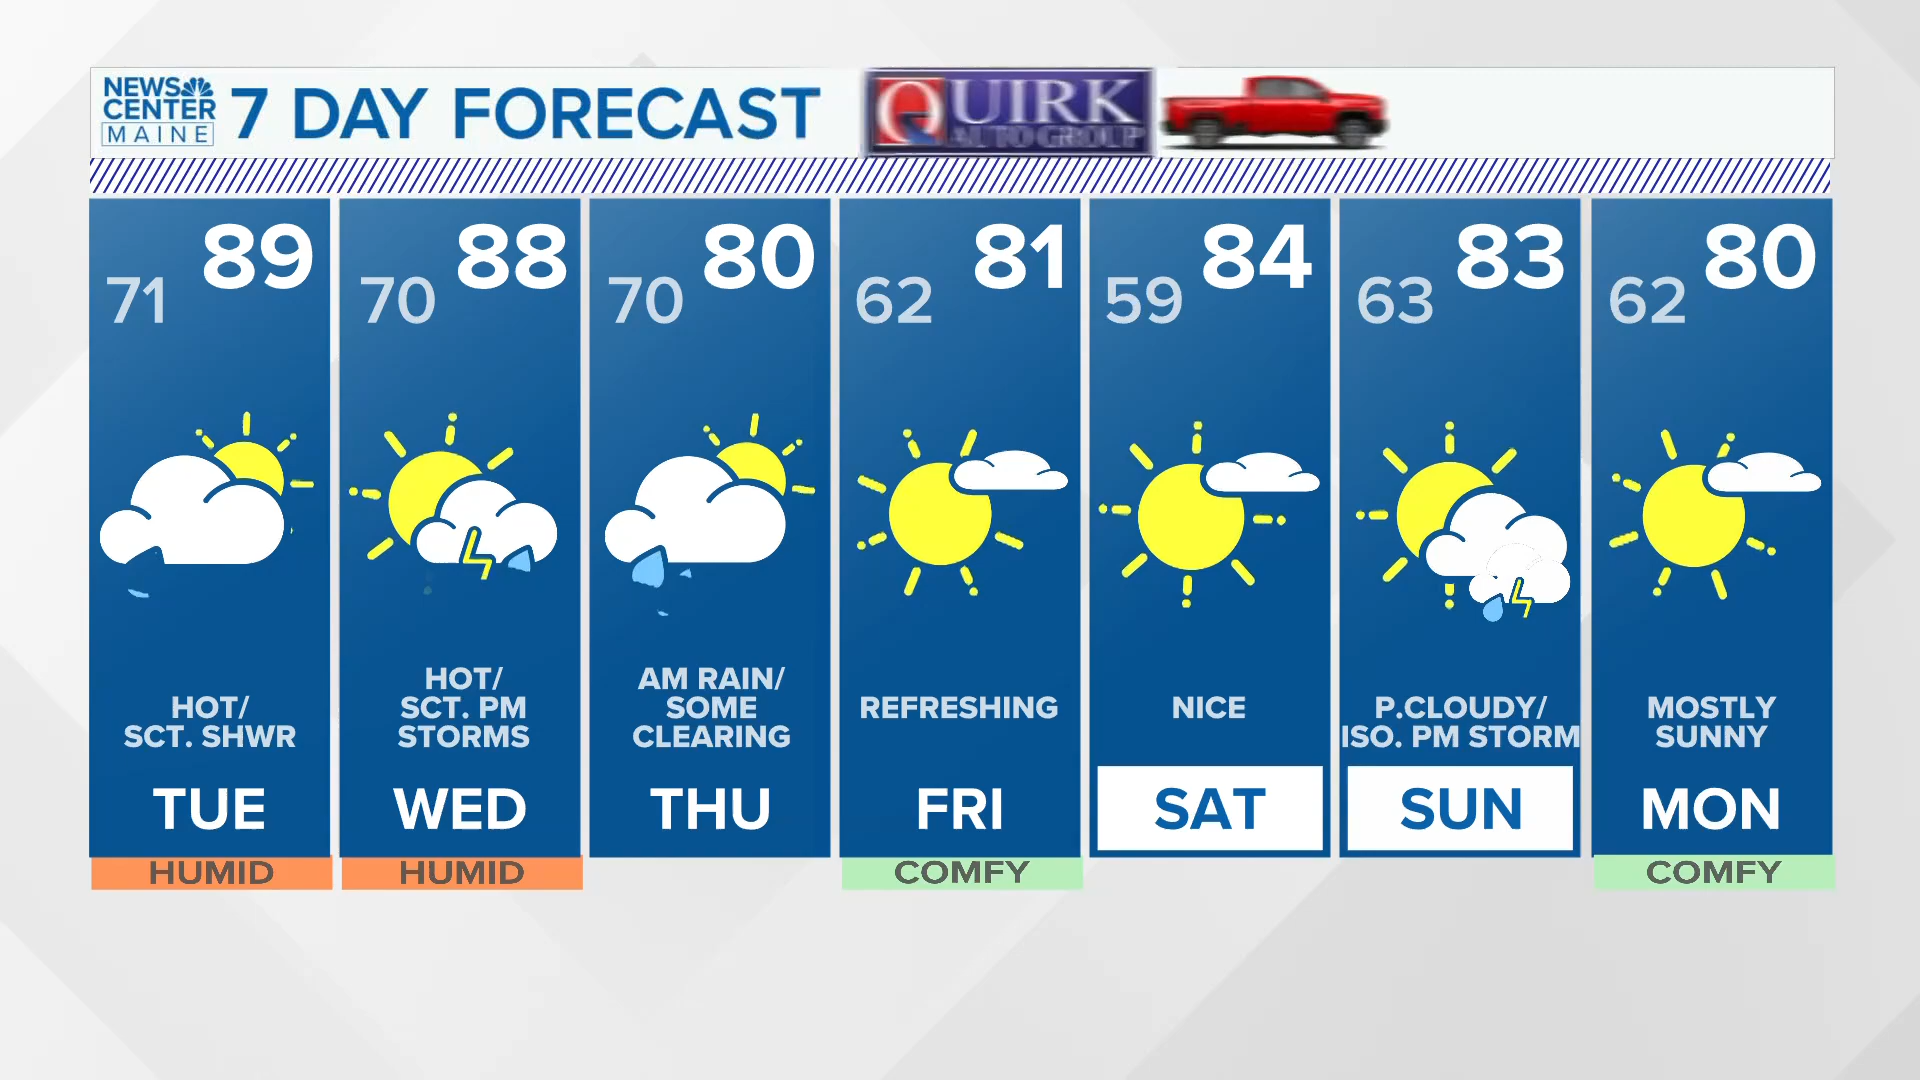 NEWS
CENTER
MAINE
7 DAY FORECAST
QUIRK
AUTO GROUP
71 89
70 88
70 80
62 81
59 84
63 83
62 80
HOT/
SCT. SHWR
HOT/
SCT. PM
STORMS
AM RAIN/
SOME
CLEARING
REFRESHING
NICE
P.CLOUDY/
ISO. PM STORM
MOSTLY
SUNNY
TUE
WED
THU
FRI
SAT
SUN
MON
HUMID
HUMID
COMFY
COMFY